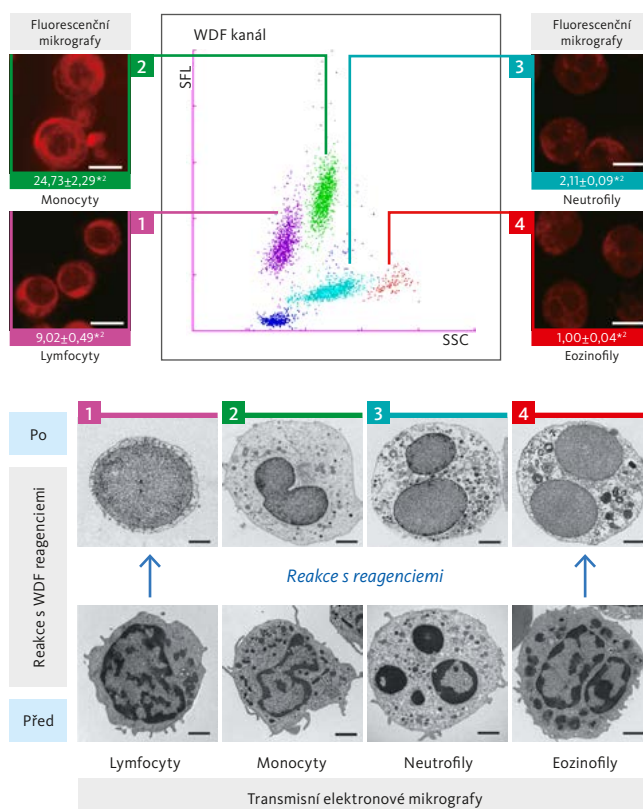 Fluorescenční
mikrografy
2
24,73±2,29*²
Monocyty
1
9,02±0,49*²
Lymfocyty
WDF kanál
SFL
SSC
Fluorescenční
mikrografy
3
2,11±0,09*²
Neutrofily
4
1,00±0,04*²
Eozinofily
1
2
3
4
Po
Reakce s WDF reagenciemi
Reakce s reagenciemi
Před
Lymfocyty
Monocyty
Neutrofily
Eozinofily
Transmisní elektronové mikrografy